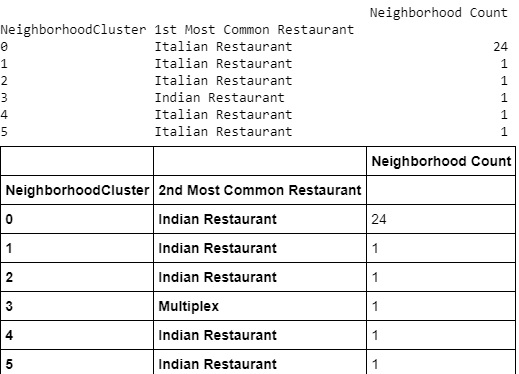 Neighborhood Count
NeighborhoodCluster 1st Most Common Restaurant
0 Italian Restaurant 24
1 Italian Restaurant 1
2 Italian Restaurant 1
3 Indian Restaurant 1
4 Italian Restaurant 1
5 Italian Restaurant 1
Neighborhood Count
NeighborhoodCluster 2nd Most Common Restaurant
0 Indian Restaurant 24
1 Indian Restaurant 1
2 Indian Restaurant 1
3 Multiplex 1
4 Indian Restaurant 1
5 Indian Restaurant 1